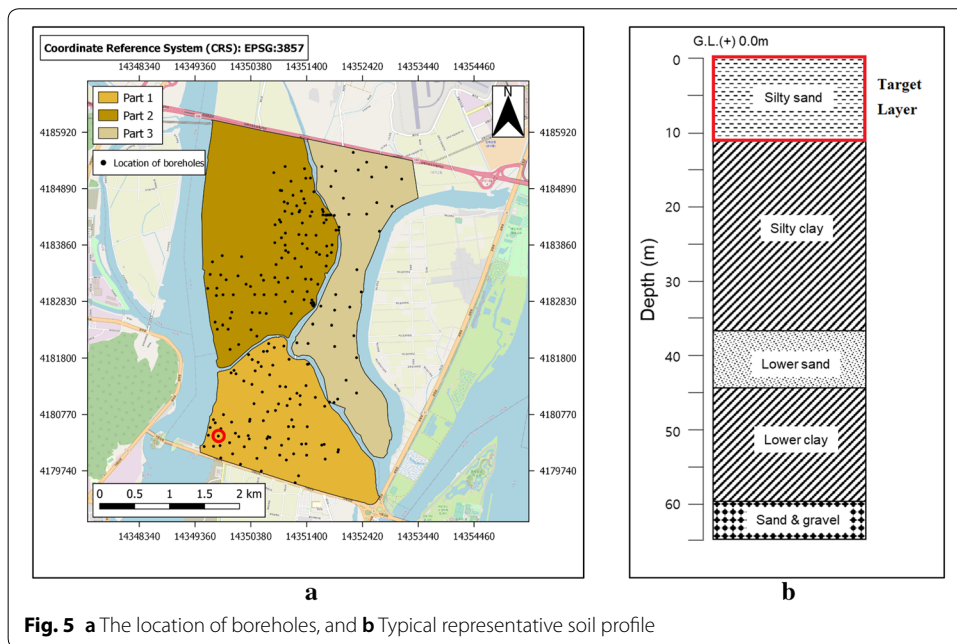 Coordinate Reference System (CRS): EPSG:3857
14348340 14349360 14350380 14351400 14352420 14353440 14354460
Part 1
Part 2
Part 3
Location of boreholes
N
4185920 4185920
4184890 4184890
4183860 4183860
4182830 4182830
4181800 4181800
4180770 4180770
4179740 4179740
0 0.5 1 1.5 2 km
14348340 14349360 14350380 14351400 14352420 14353440 14354460
a
G.L.(+) 0.0m
Depth (m)
0
10
20
30
40
50
60
Silty sand
Target
Layer
Silty clay
Lower sand
Lower clay
Sand & gravel
b
Fig. 5 a The location of boreholes, and b Typical representative soil profile